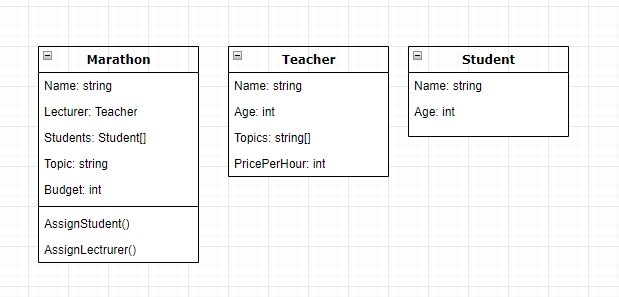 Marathon
Name: string
Lecturer: Teacher
Students: Student[]
Topic: string
Budget: int
AssignStudent()
AssignLectrurer()
Teacher
Name: string
Age: int
Topics: string[]
PricePerHour: int
Student
Name: string
Age: int